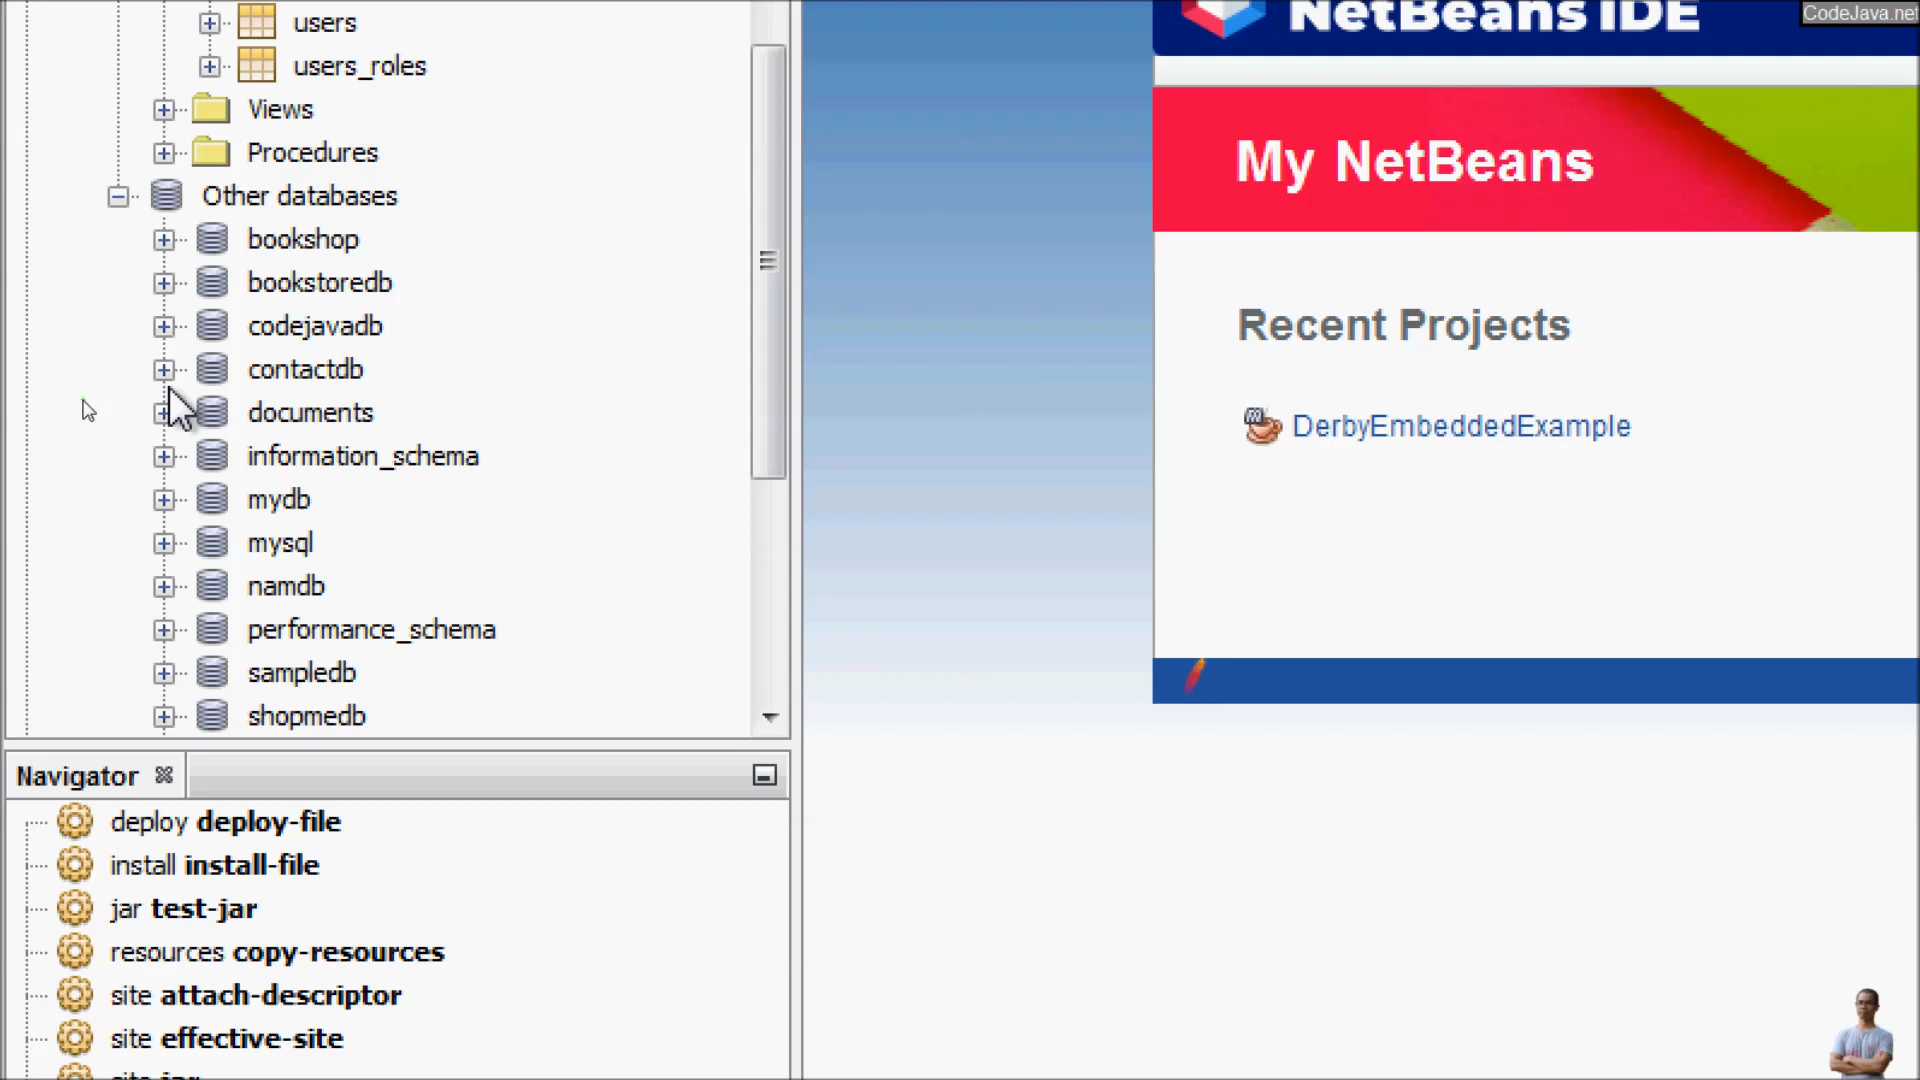 users
users_roles
Views
Procedures
Other databases
bookshop
bookstoredb
codejavadb
contactdb
documents
information_schema
mydb
mysql
namdb
performance_schema
sampledb
shopmedb
Navigator
deploy deploy-file
install install-file
jar test-jar
resources copy-resources
site attach-descriptor
site effective-site
site jar
NetBeans IDE
CodeJava.net
My NetBeans
Recent Projects
DerbyEmbeddedExample